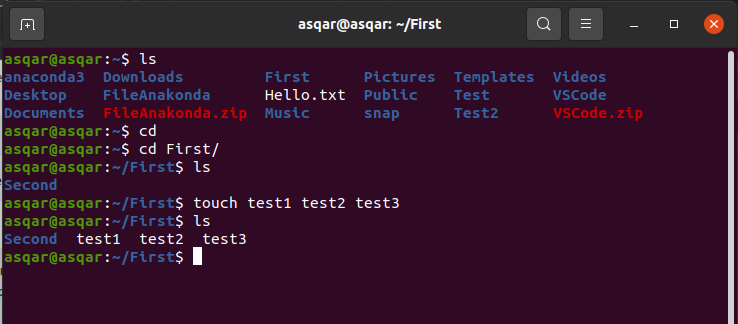 asqar@asqar: ~/First
asqar@asqar:~$ ls
anaconda3 Downloads First Pictures Templates Videos
Desktop FileAnakonda Hello.txt Public Test VSCode
Documents FileAnakonda.zip Music snap Test2 VSCode.zip
asqar@asqar:~$ cd
asqar@asqar:~$ cd First/
asqar@asqar:~/First$ ls
Second
asqar@asqar:~/First$ touch test1 test2 test3
asqar@asqar:~/First$ ls
Second test1 test2 test3
asqar@asqar:~/First$